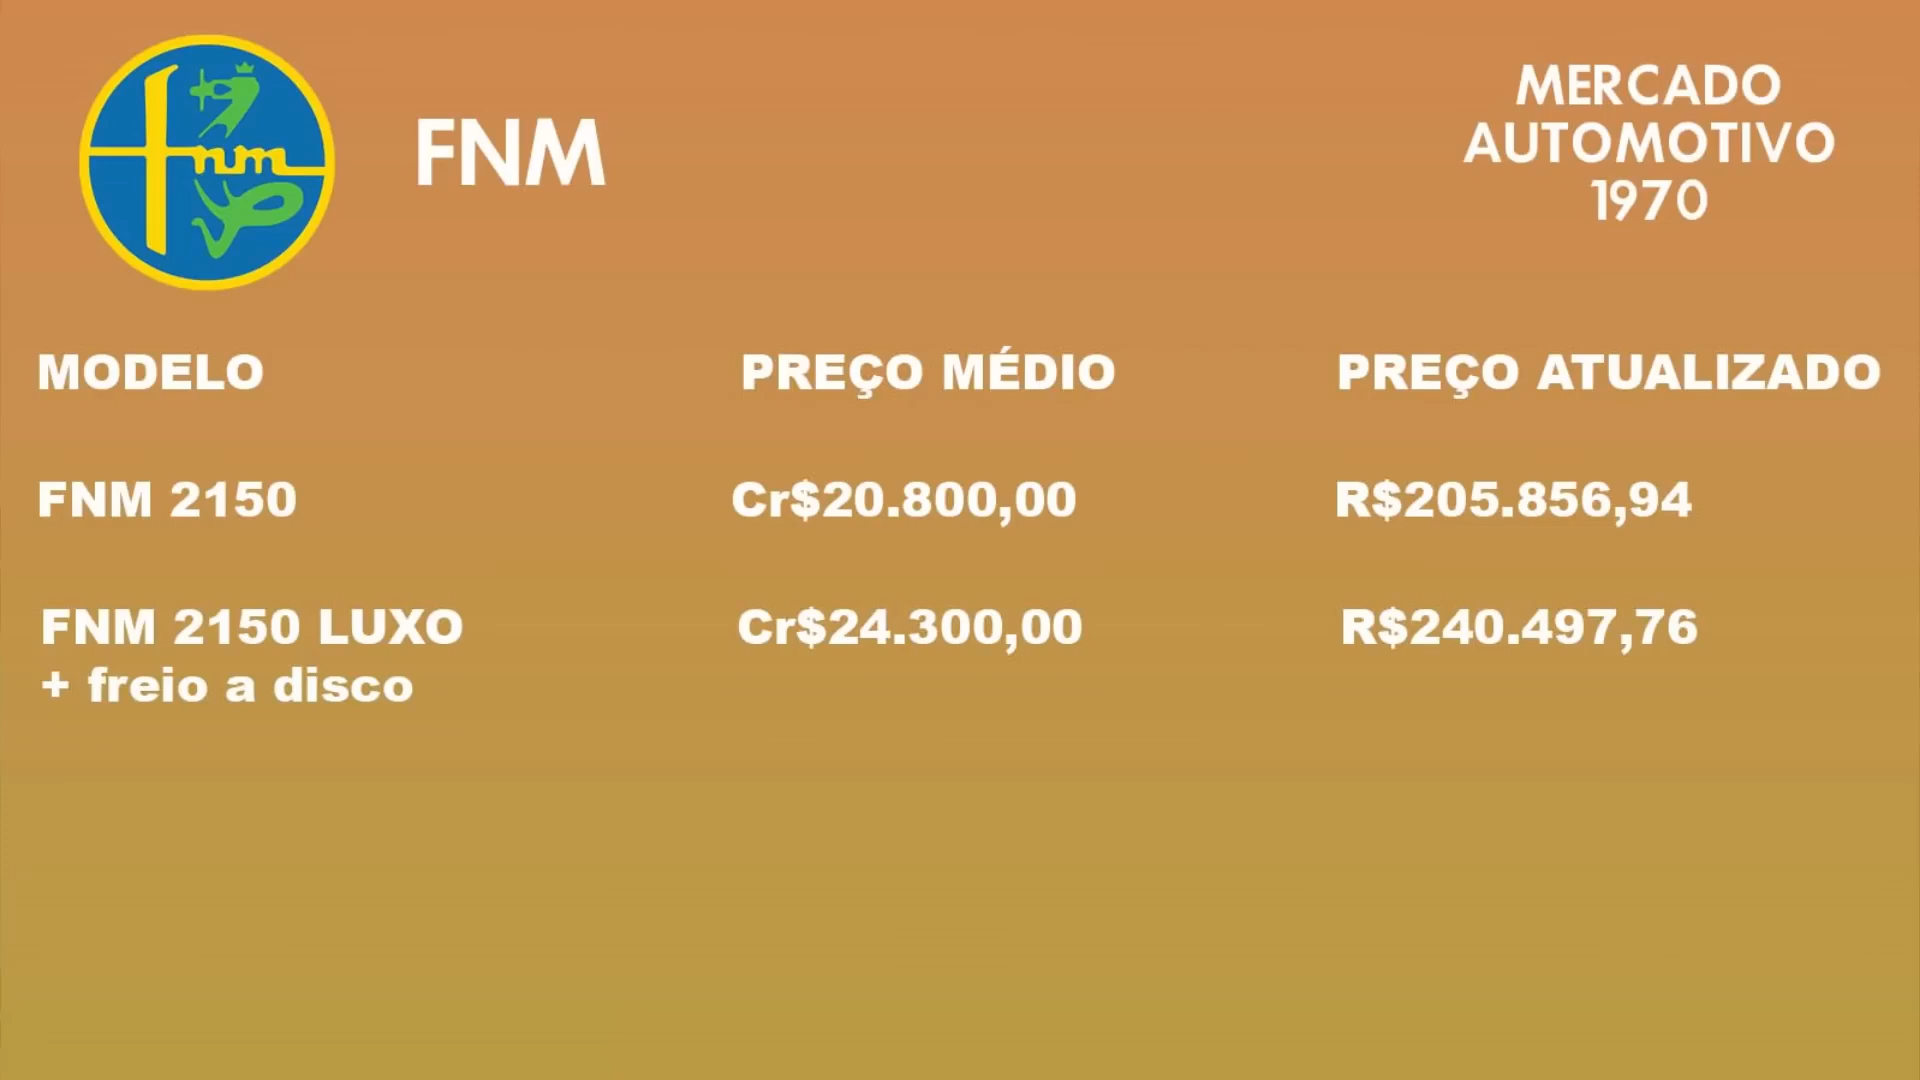 fnm
FNM
MERCADO
AUTOMOTIVO
1970
MODELO PREÇO MÉDIO PREÇO ATUALIZADO
FNM 2150 Cr$20.800,00 R$205.856,94
FNM 2150 LUXO Cr$24.300,00 R$240.497,76
+ freio a disco